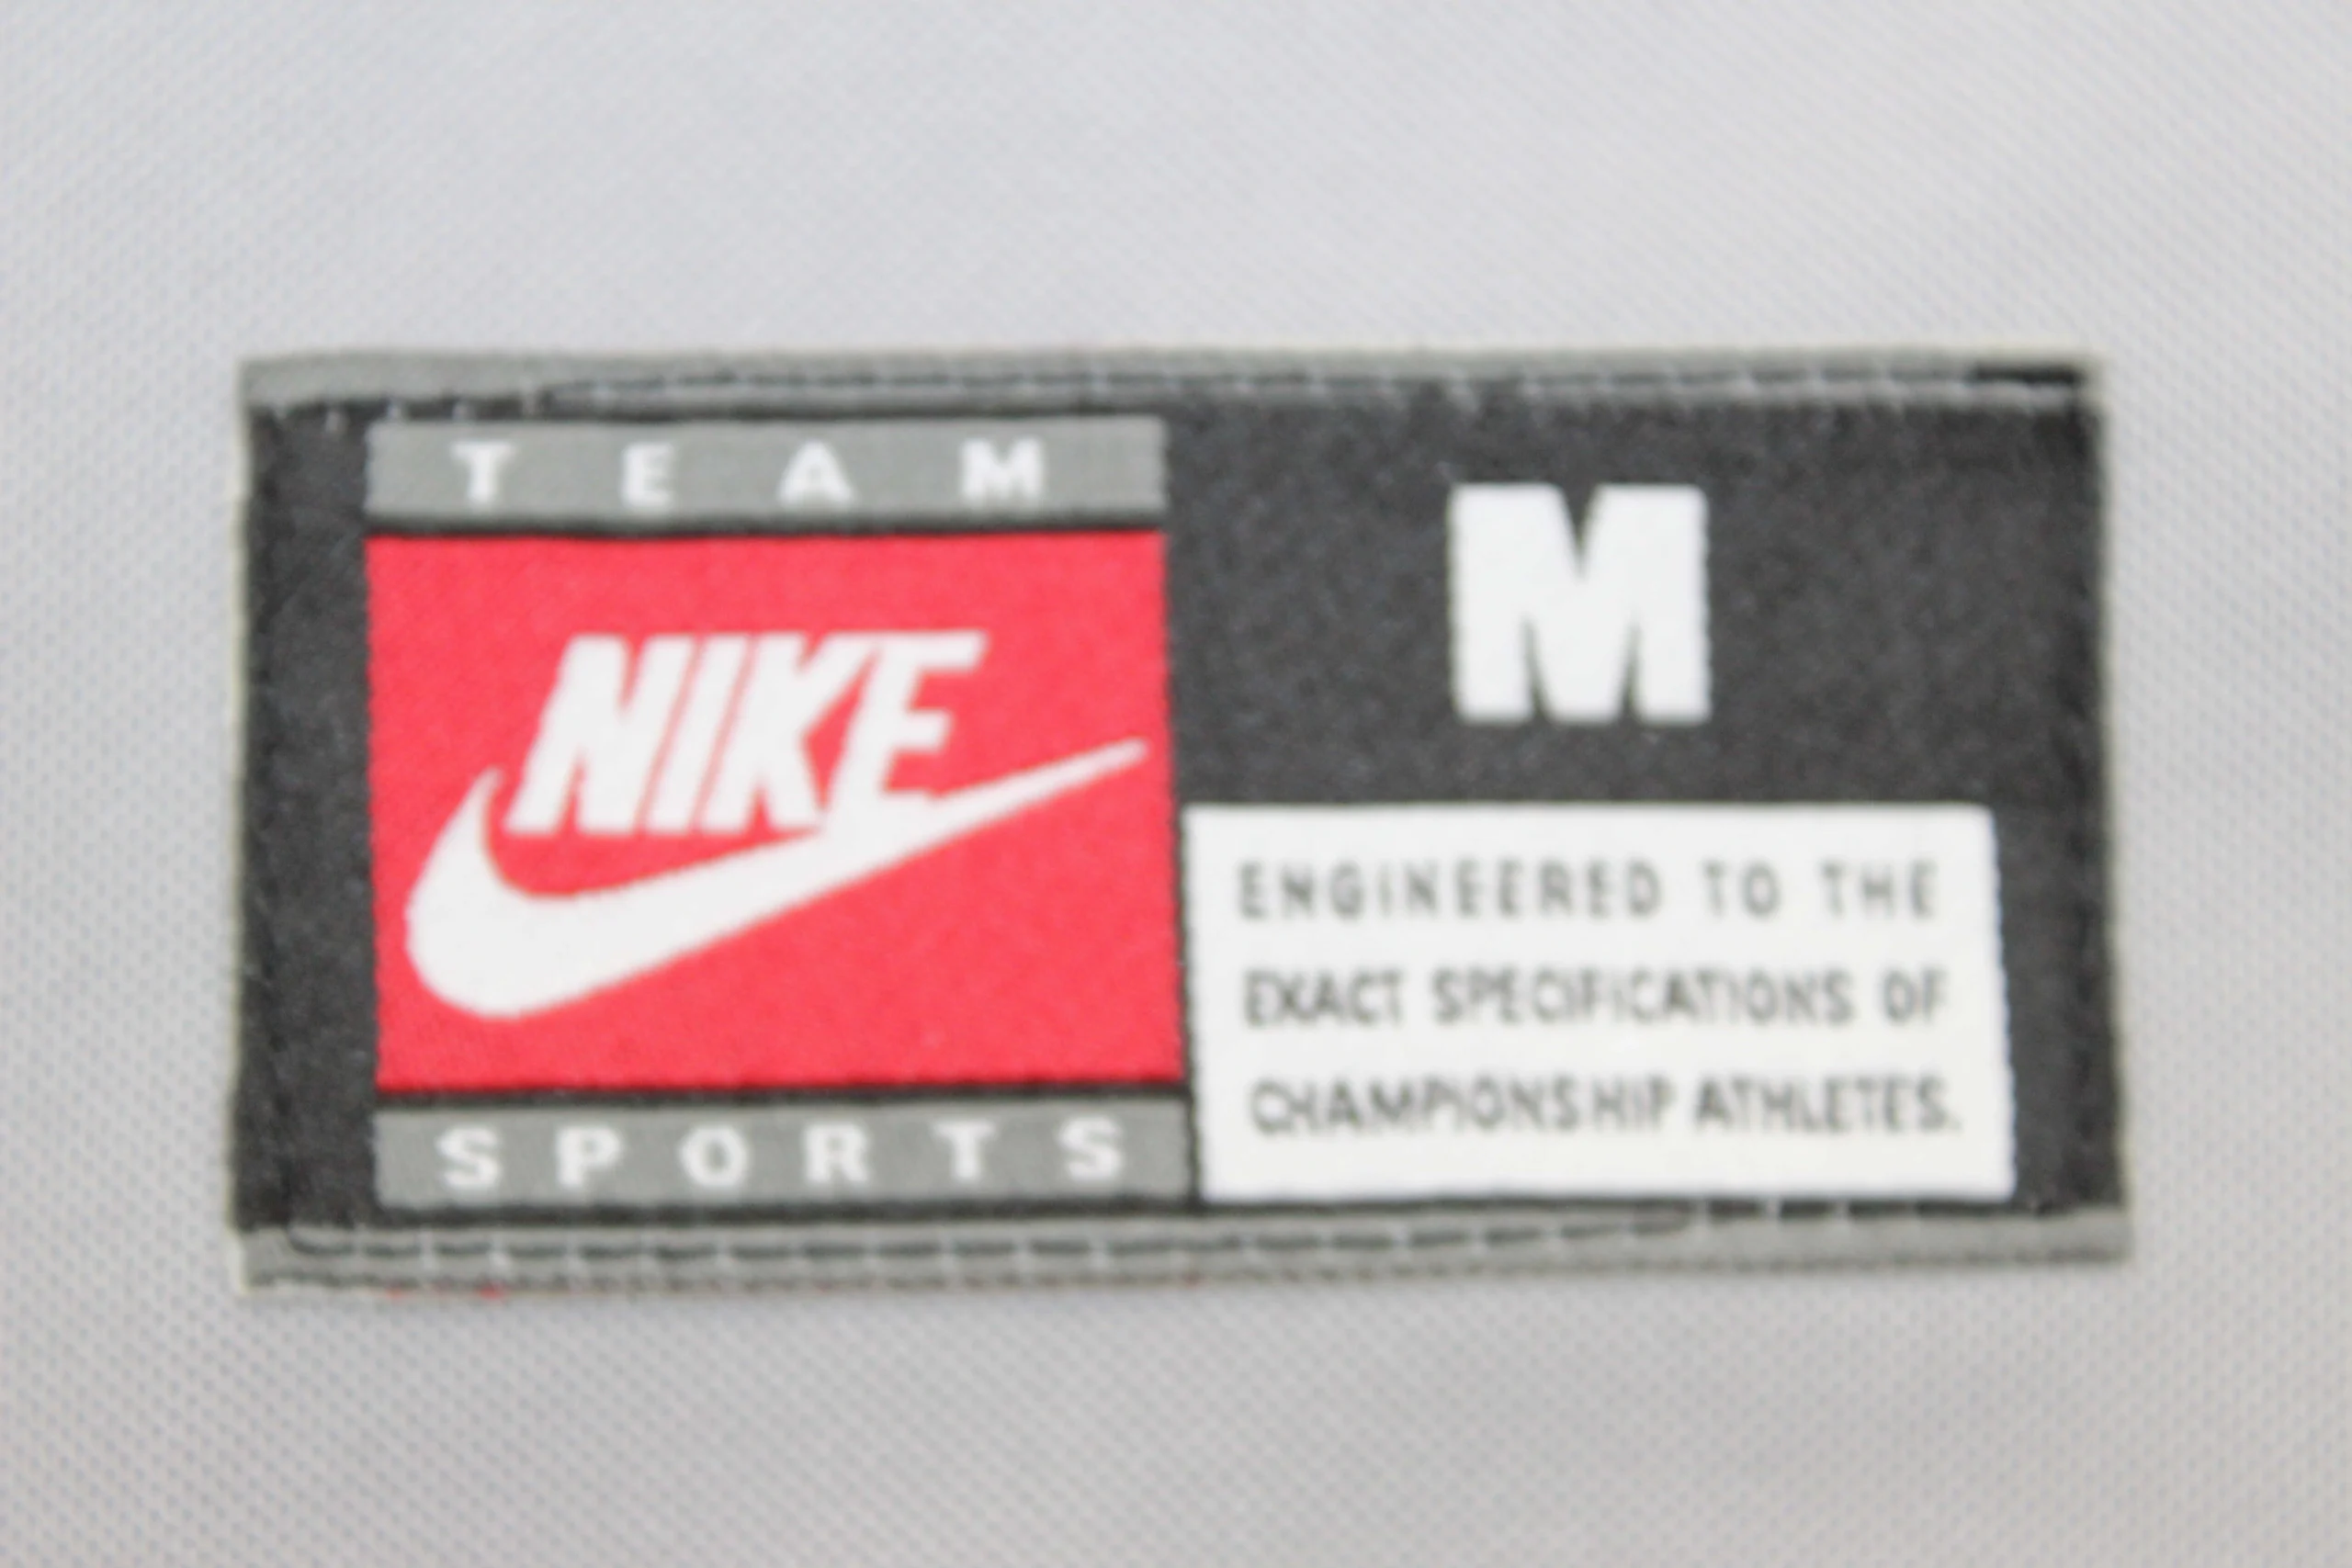 TEAM
NIKE
SPORTS
M
ENGINEERED TO THE
EXACT SPECIFICATIONS OF
CHAMPIONSHIP ATHLETES.